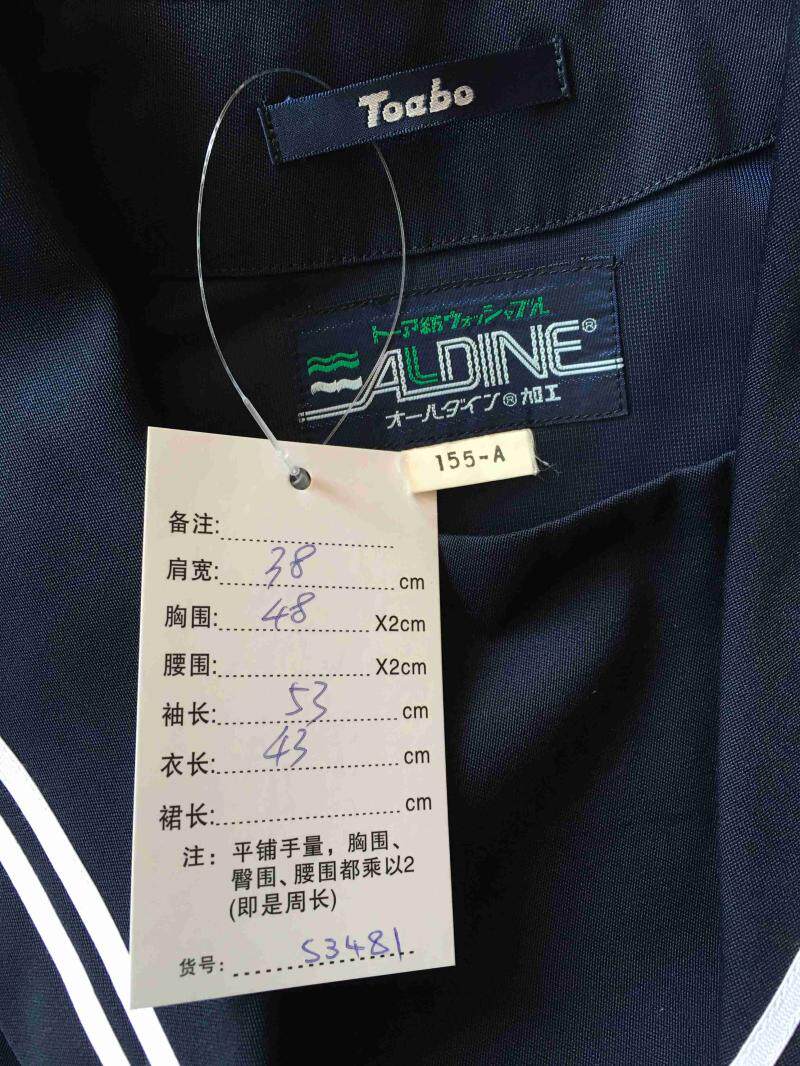 Toabo
トーア紡ウォッシャブル
ALDINE®
オールダイン®加工
155-A
备注:
肩宽: 38 cm
胸围: 48 X2cm
腰围: X2cm
袖长: 53 cm
衣长: 43 cm
裙长: cm
注：平铺手量，胸围、
臀围、腰围都乘以2
(即是周长)
货号: S3481